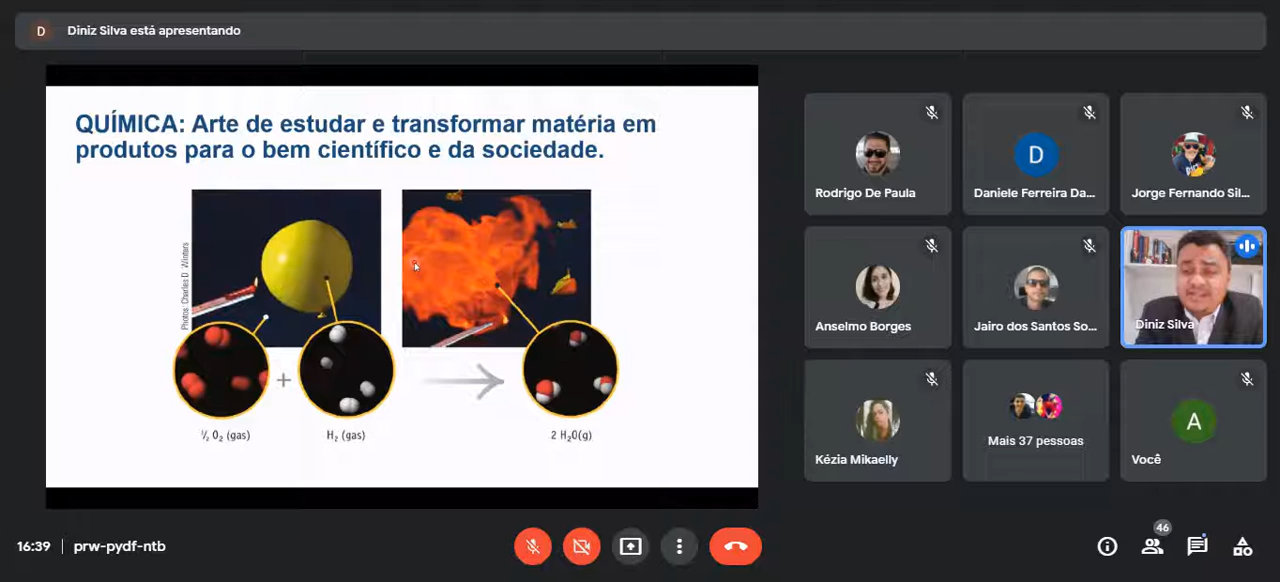 D
Diniz Silva está apresentando
QUÍMICA: Arte de estudar e transformar matéria em
produtos para o bem científico e da sociedade.
Photos: Charles D. Winters
+
½ O₂ (gas)
H₂ (gas)
2 H₂O(g)
Rodrigo De Paula
D
Daniele Ferreira Da...
Jorge Fernando Sil...
Anselmo Borges
Jairo dos Santos So...
Diniz Silva
Kézia Mikaelly
Mais 37 pessoas
A
Você
16:39 | prw-pydf-ntb
46